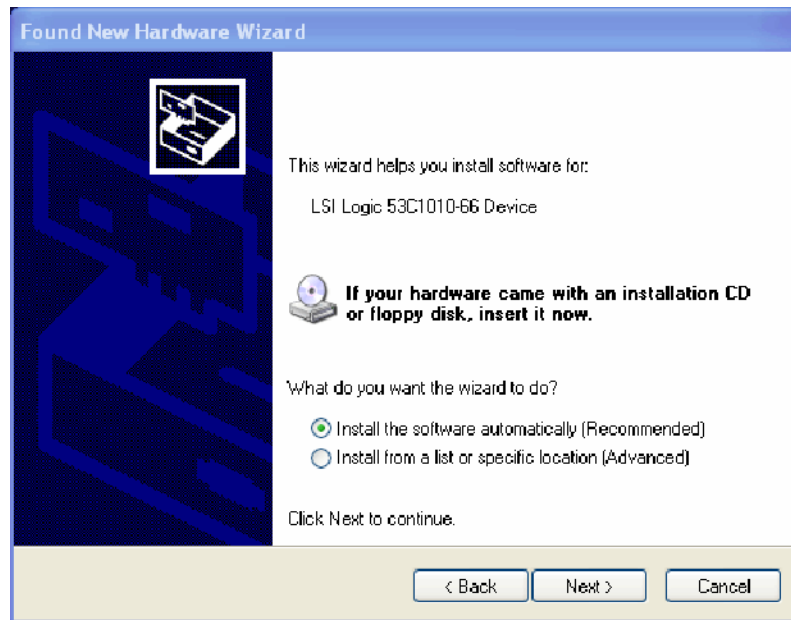 Found New Hardware Wizard
This wizard helps you install software for:
LSI Logic 53C1010-66 Device
If your hardware came with an installation CD
or floppy disk, insert it now.
What do you want the wizard to do?
Install the software automatically (Recommended)
Install from a list or specific location (Advanced)
Click Next to continue.
< Back Next > Cancel